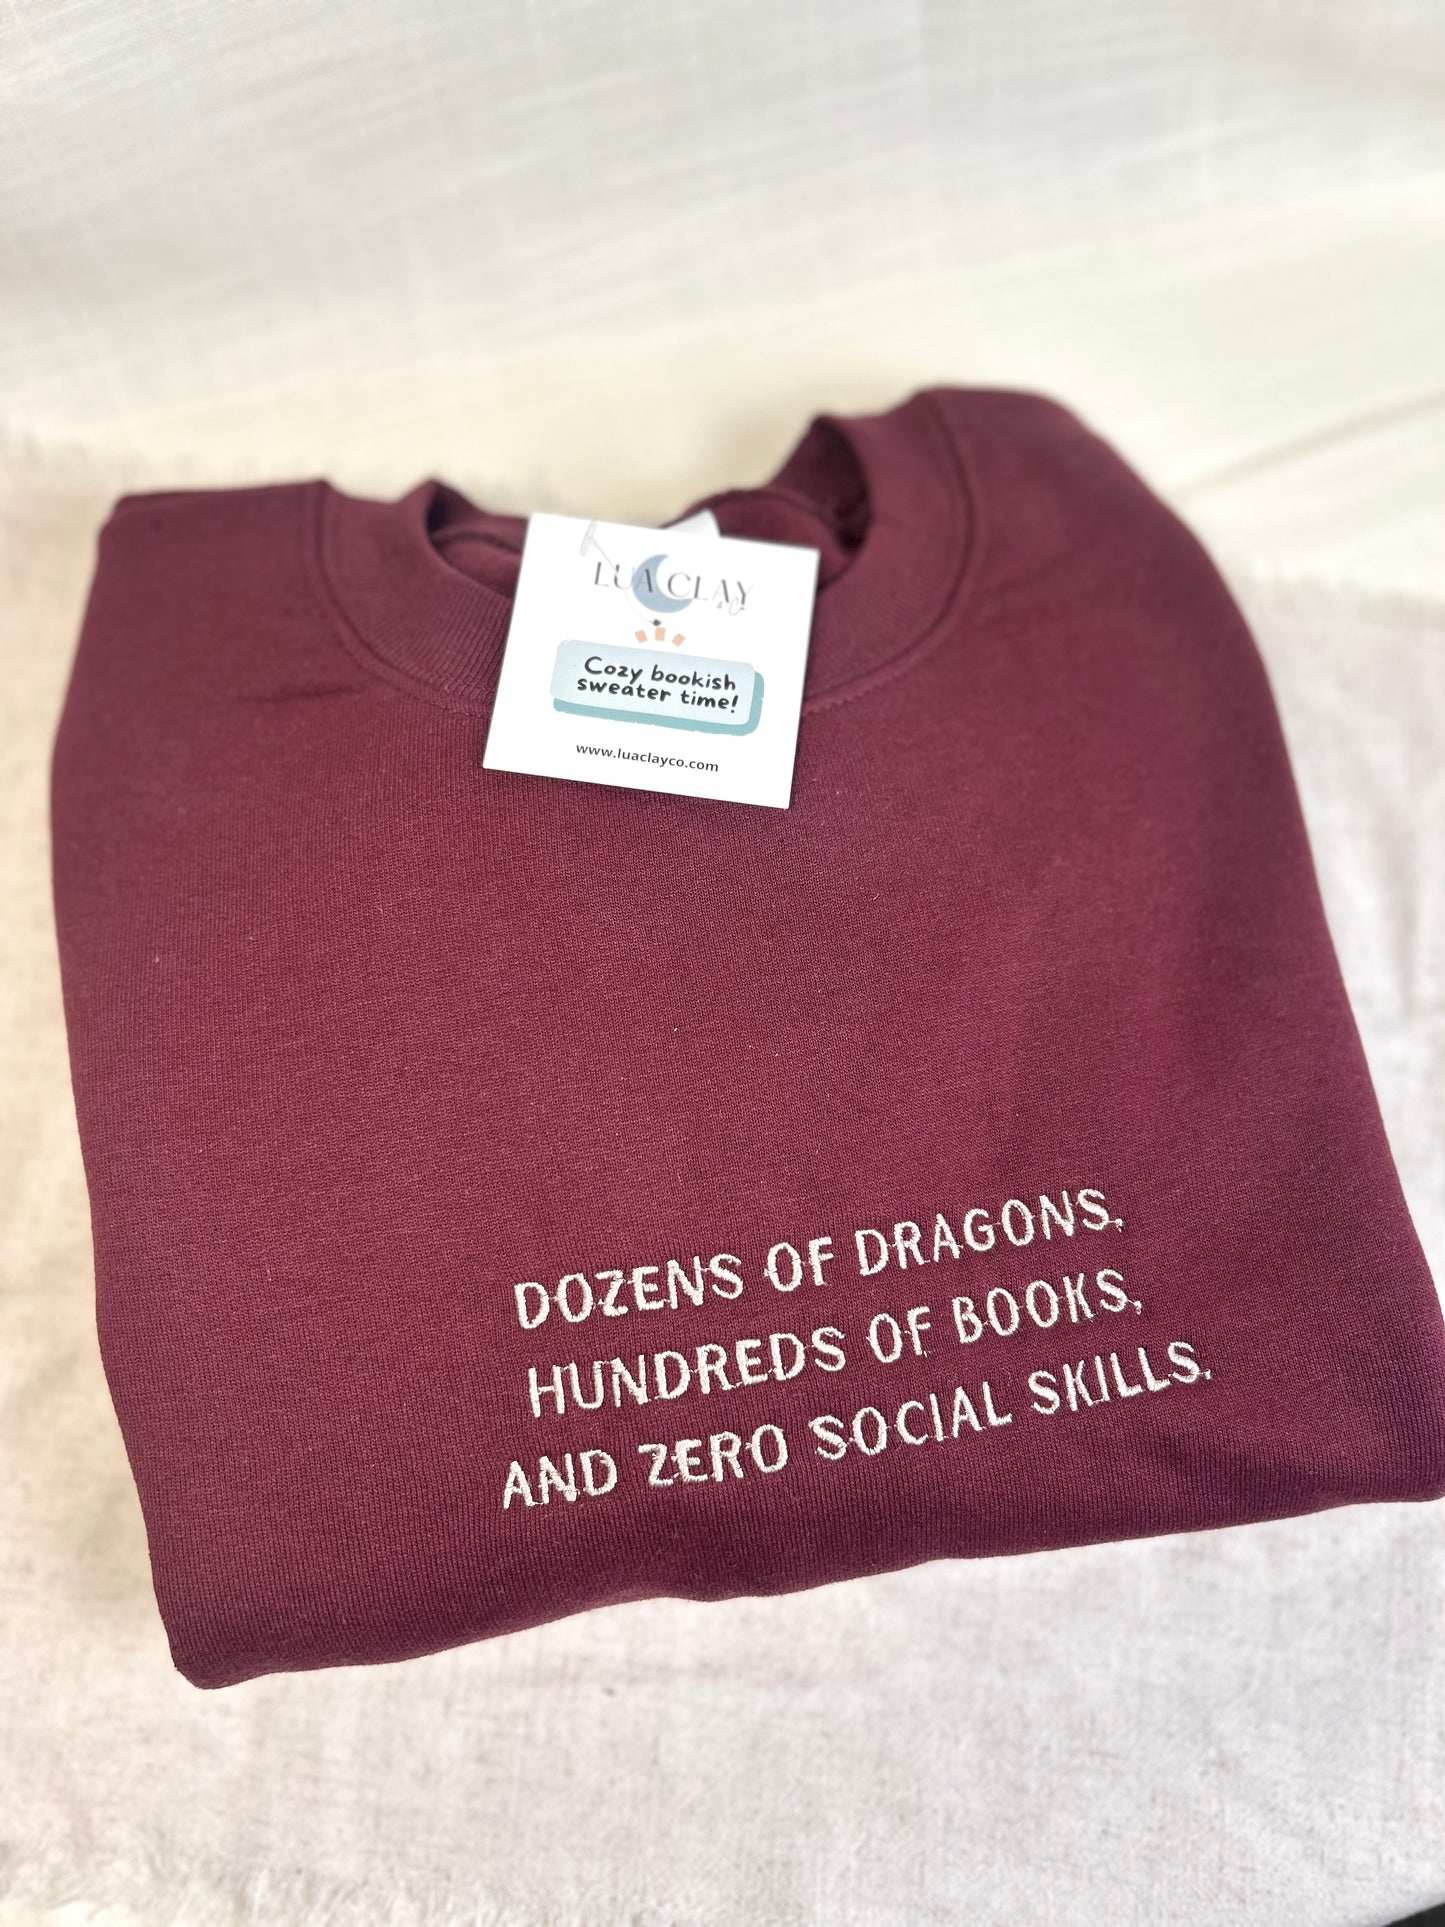 LUA CLAY
& Co
Cozy bookish
sweater time!
www.luaclayco.com
DOZENS OF DRAGONS,
HUNDREDS OF BOOKS,
AND ZERO SOCIAL SKILLS.